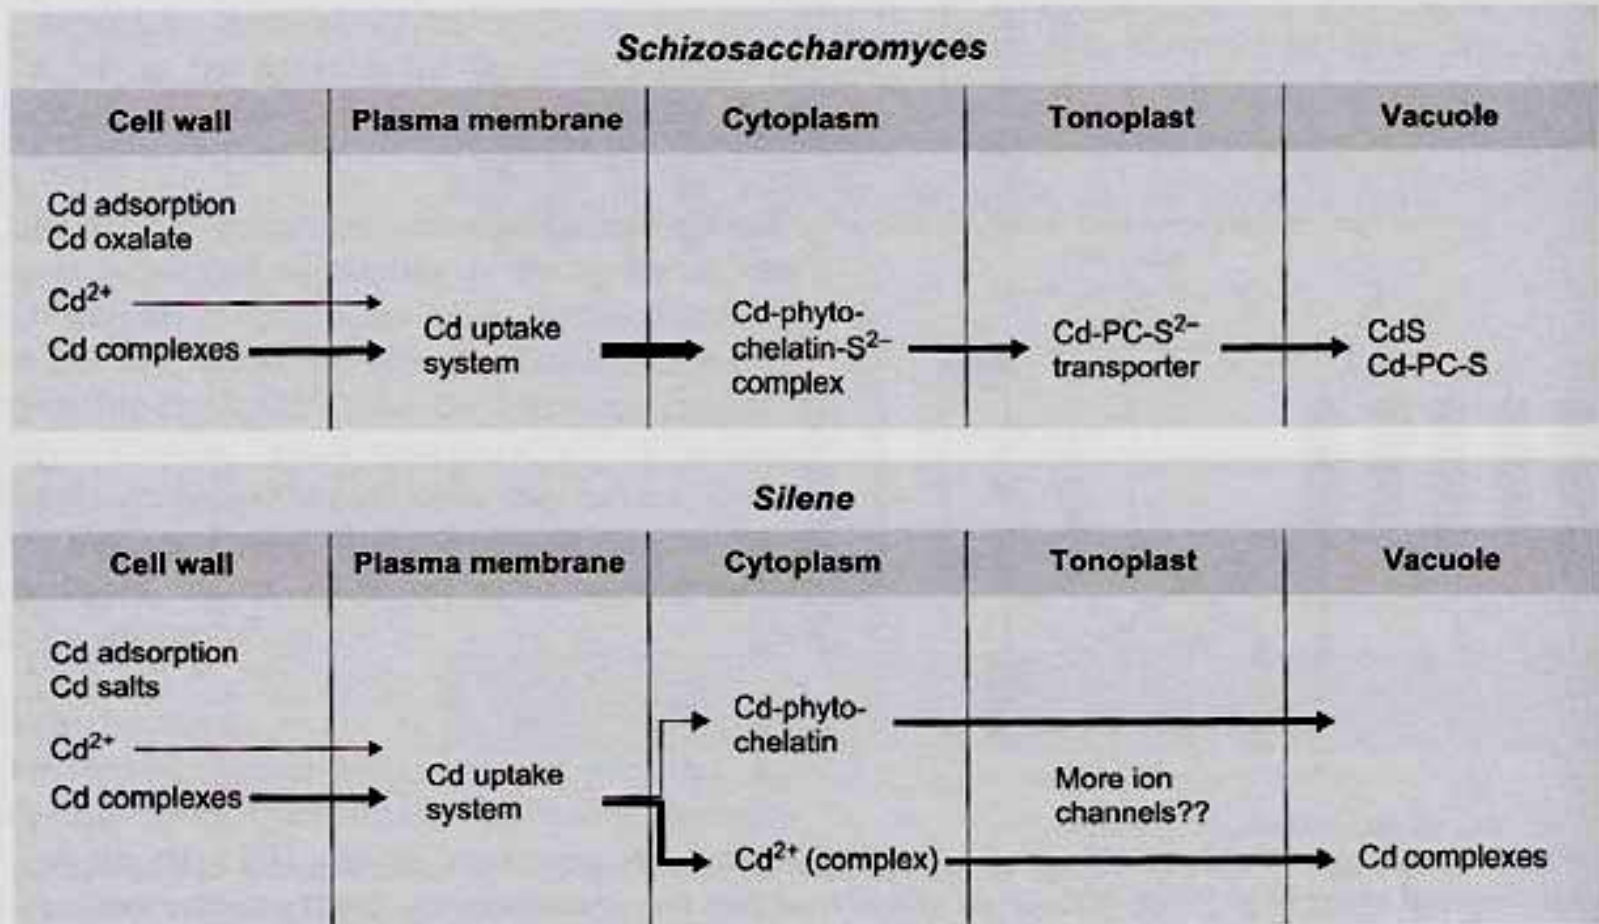 Schizosaccharomyces
Cell wall Plasma membrane Cytoplasm Tonoplast Vacuole
Cd adsorption
Cd oxalate
Cd²⁺
Cd complexes
Cd uptake
system
Cd-phyto-
chelatin-S²⁻
complex
Cd-PC-S²⁻
transporter
CdS
Cd-PC-S
Silene
Cell wall Plasma membrane Cytoplasm Tonoplast Vacuole
Cd adsorption
Cd salts
Cd²⁺
Cd complexes
Cd uptake
system
Cd-phyto-
chelatin
Cd²⁺ (complex)
More ion
channels??
Cd complexes